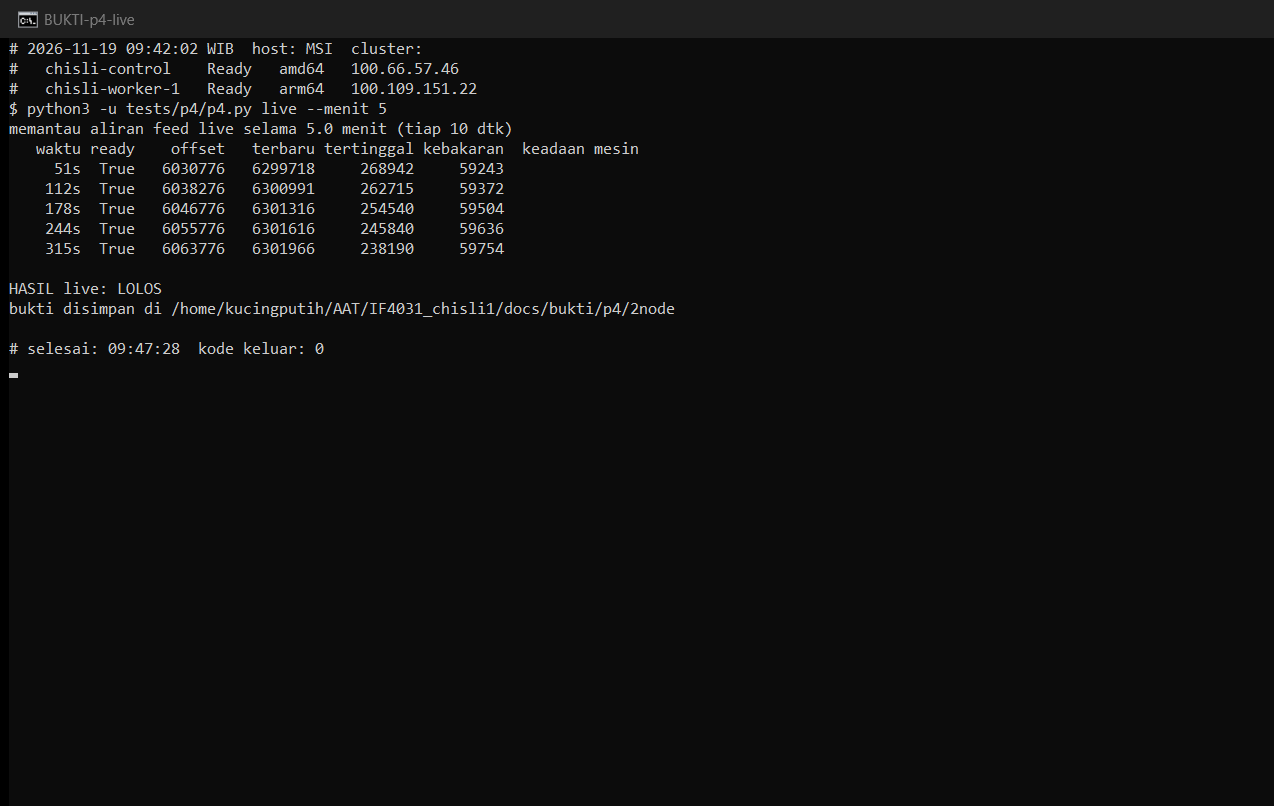 BUKTI-p4-live
# 2026-11-19 09:42:02 WIB  host: MSI  cluster:
#   chisli-control    Ready   amd64   100.66.57.46
#   chisli-worker-1   Ready   arm64   100.109.151.22
$ python3 -u tests/p4/p4.py live --menit 5
memantau aliran feed live selama 5.0 menit (tiap 10 dtk)
   waktu ready    offset   terbaru tertinggal kebakaran  keadaan mesin
     51s  True   6030776   6299718     268942     59243
    112s  True   6038276   6300991     262715     59372
    178s  True   6046776   6301316     254540     59504
    244s  True   6055776   6301616     245840     59636
    315s  True   6063776   6301966     238190     59754
HASIL live: LOLOS
bukti disimpan di /home/kucingputih/AAT/IF4031_chisli1/docs/bukti/p4/2node
# selesai: 09:47:28  kode keluar: 0